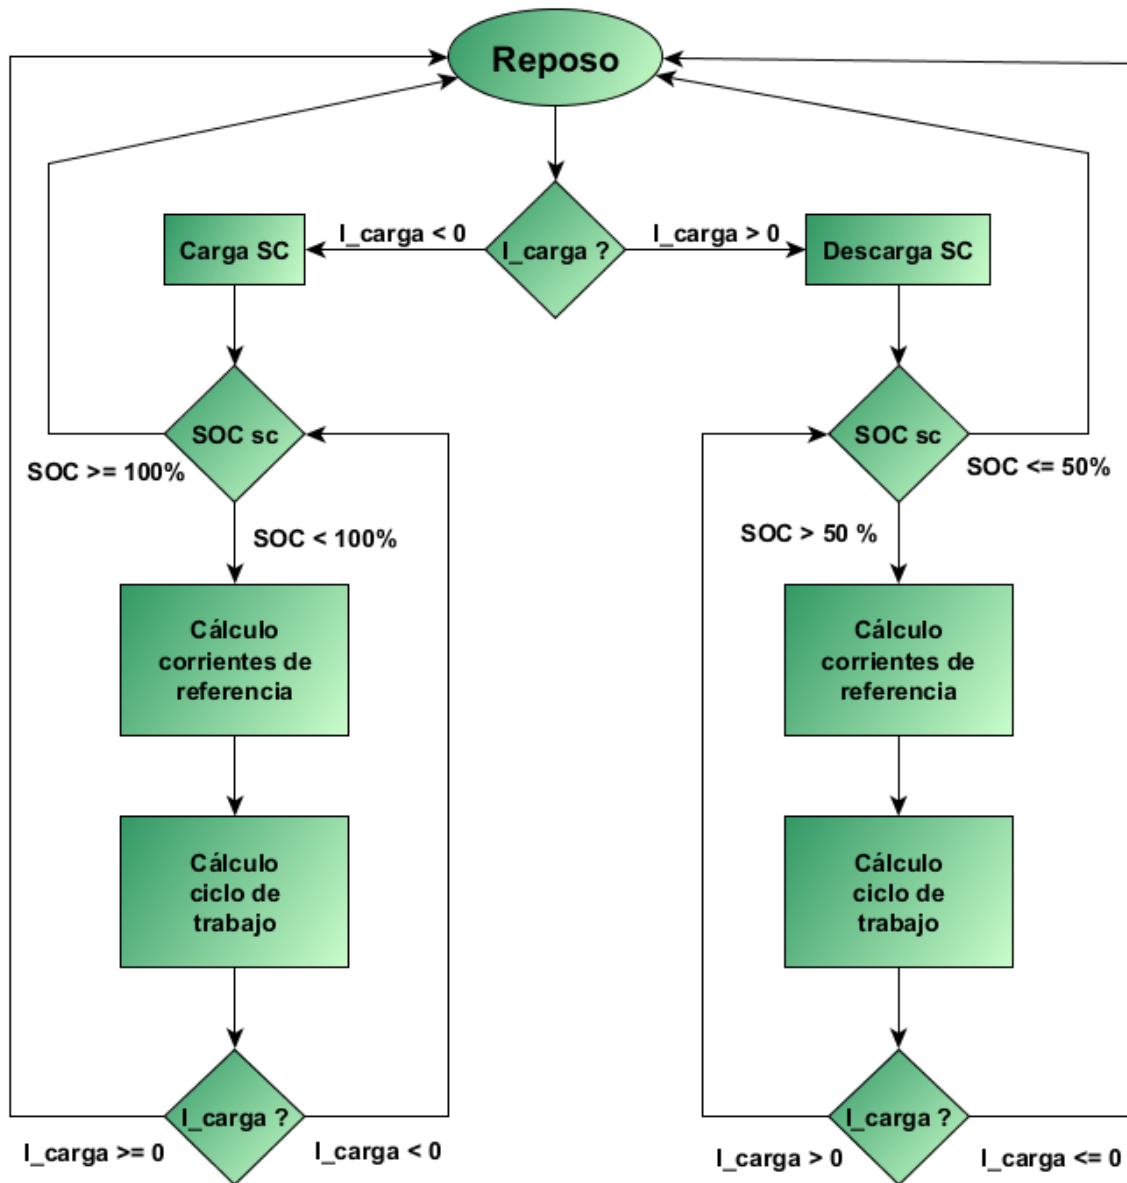 Reposo
I_carga < 0
I_carga ?
I_carga > 0
Carga SC
Descarga SC
SOC sc
SOC sc
SOC >= 100%
SOC <= 50%
SOC < 100%
SOC > 50 %
Cálculo
corrientes de
referencia
Cálculo
corrientes de
referencia
Cálculo
ciclo de
trabajo
Cálculo
ciclo de
trabajo
I_carga ?
I_carga ?
I_carga >= 0
I_carga < 0
I_carga > 0
I_carga <= 0